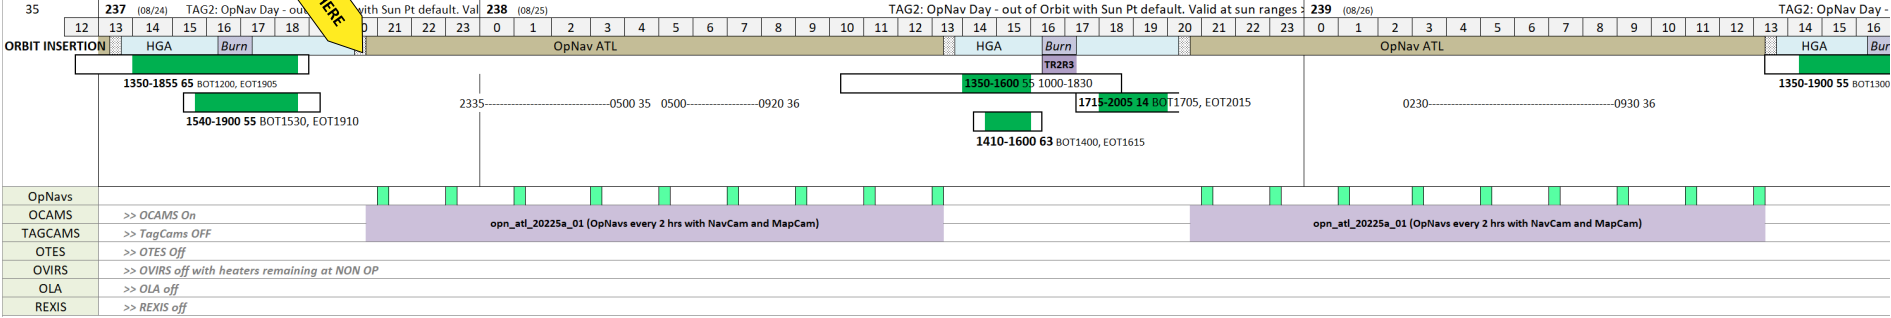 35 237 (08/24) TAG2: OpNav Day - out with Sun Pt default. Val 238 (08/25) TAG2: OpNav Day - out of Orbit with Sun Pt default. Valid at sun ranges > 239 (08/26) TAG2: OpNav Day -
HERE
12 13 14 15 16 17 18 21 22 23 0 1 2 3 4 5 6 7 8 9 10 11 12 13 14 15 16 17 18 19 20 21 22 23 0 1 2 3 4 5 6 7 8 9 10 11 12 13 14 15 16
ORBIT INSERTION HGA Burn OpNav ATL HGA Burn OpNav ATL HGA Bur
TR2R3
1350-1855 65 BOT1200, EOT1905 1350-1600 55 1000-1830 1350-1900 55 BOT1300
2335-------------------------------0500 35 0500------------------0920 36 1715-2005 14 BOT1705, EOT2015 0230----------------------------------------------0930 36
1540-1900 55 BOT1530, EOT1910
1410-1600 63 BOT1400, EOT1615
OpNavs
OCAMS >> OCAMS On
opn_atl_20225a_01 (OpNavs every 2 hrs with NavCam and MapCam) opn_atl_20225a_01 (OpNavs every 2 hrs with NavCam and MapCam)
TAGCAMS >> TagCams OFF
OTES >> OTES Off
OVIRS >> OVIRS off with heaters remaining at NON OP
OLA >> OLA off
REXIS >> REXIS off